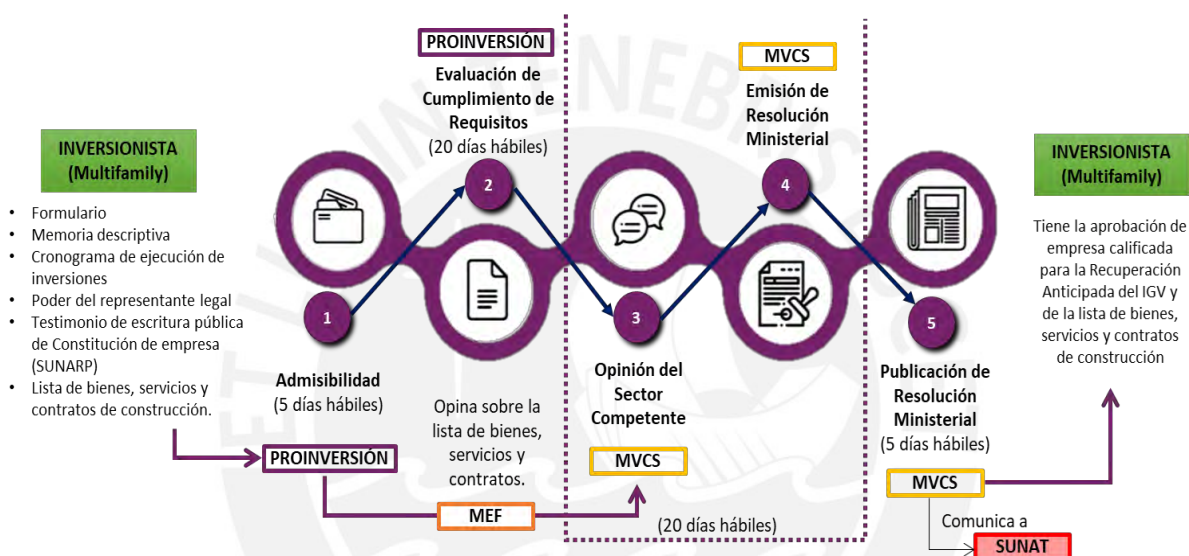 INVERSIONISTA
(Multifamily)
• Formulario
• Memoria descriptiva
• Cronograma de ejecución de
inversiones
• Poder del representante legal
• Testimonio de escritura pública
de Constitución de empresa
(SUNARP)
• Lista de bienes, servicios y
contratos de construcción.
1
Admisibilidad
(5 días hábiles)
PROINVERSIÓN
PROINVERSIÓN
Evaluación de
Cumplimiento de
Requisitos
(20 días hábiles)
2
Opina sobre la
lista de bienes,
servicios y
contratos.
MEF
3
Opinión del
Sector
Competente
MVCS
(20 días hábiles)
MVCS
Emisión de
Resolución
Ministerial
4
5
Publicación de
Resolución
Ministerial
(5 días hábiles)
MVCS
Comunica a
SUNAT
INVERSIONISTA
(Multifamily)
Tiene la aprobación de
empresa calificada
para la Recuperación
Anticipada del IGV y
de la lista de bienes,
servicios y contratos
de construcción
ET LUX IN TENEBRIS